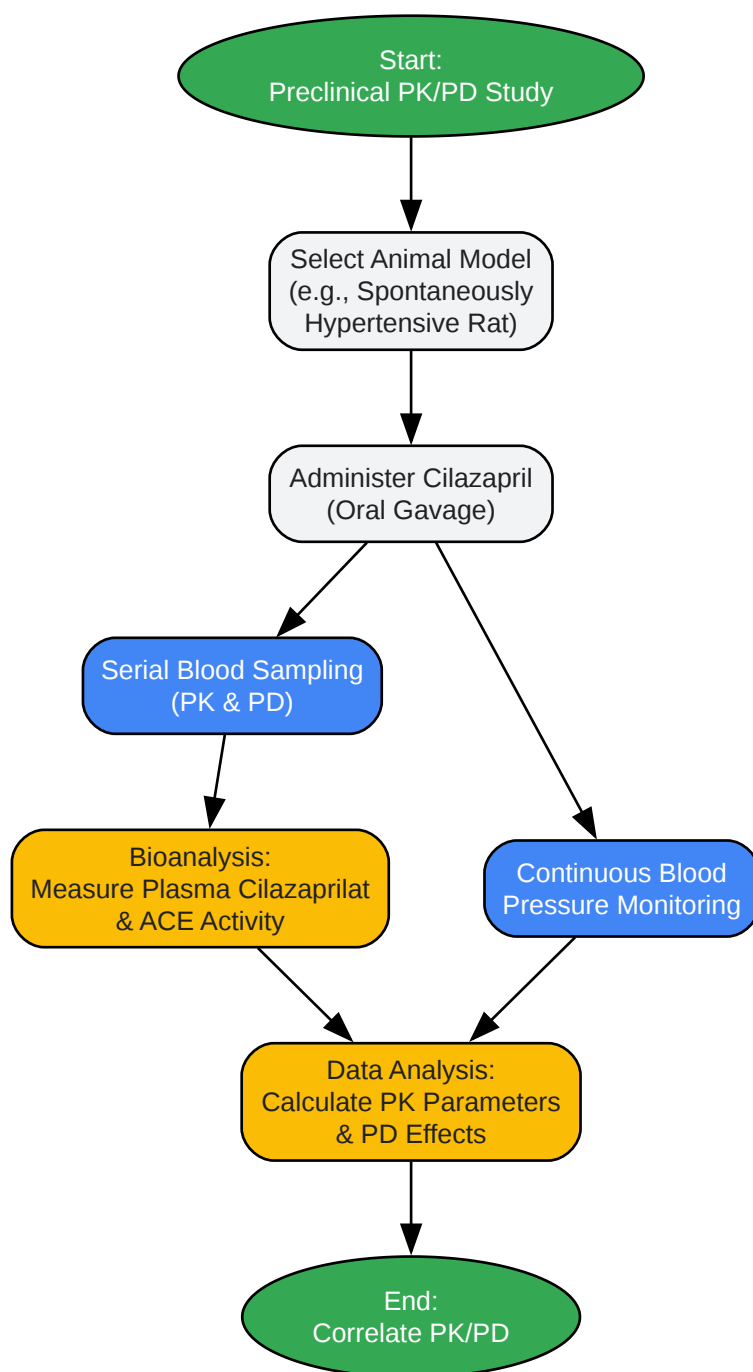 Start:
Preclinical PK/PD Study
Select Animal Model
(e.g., Spontaneously
Hypertensive Rat)
Administer Cilazapril
(Oral Gavage)
Serial Blood Sampling
(PK & PD)
Bioanalysis:
Measure Plasma Cilazaprilat
& ACE Activity
Continuous Blood
Pressure Monitoring
Data Analysis:
Calculate PK Parameters
& PD Effects
End:
Correlate PK/PD